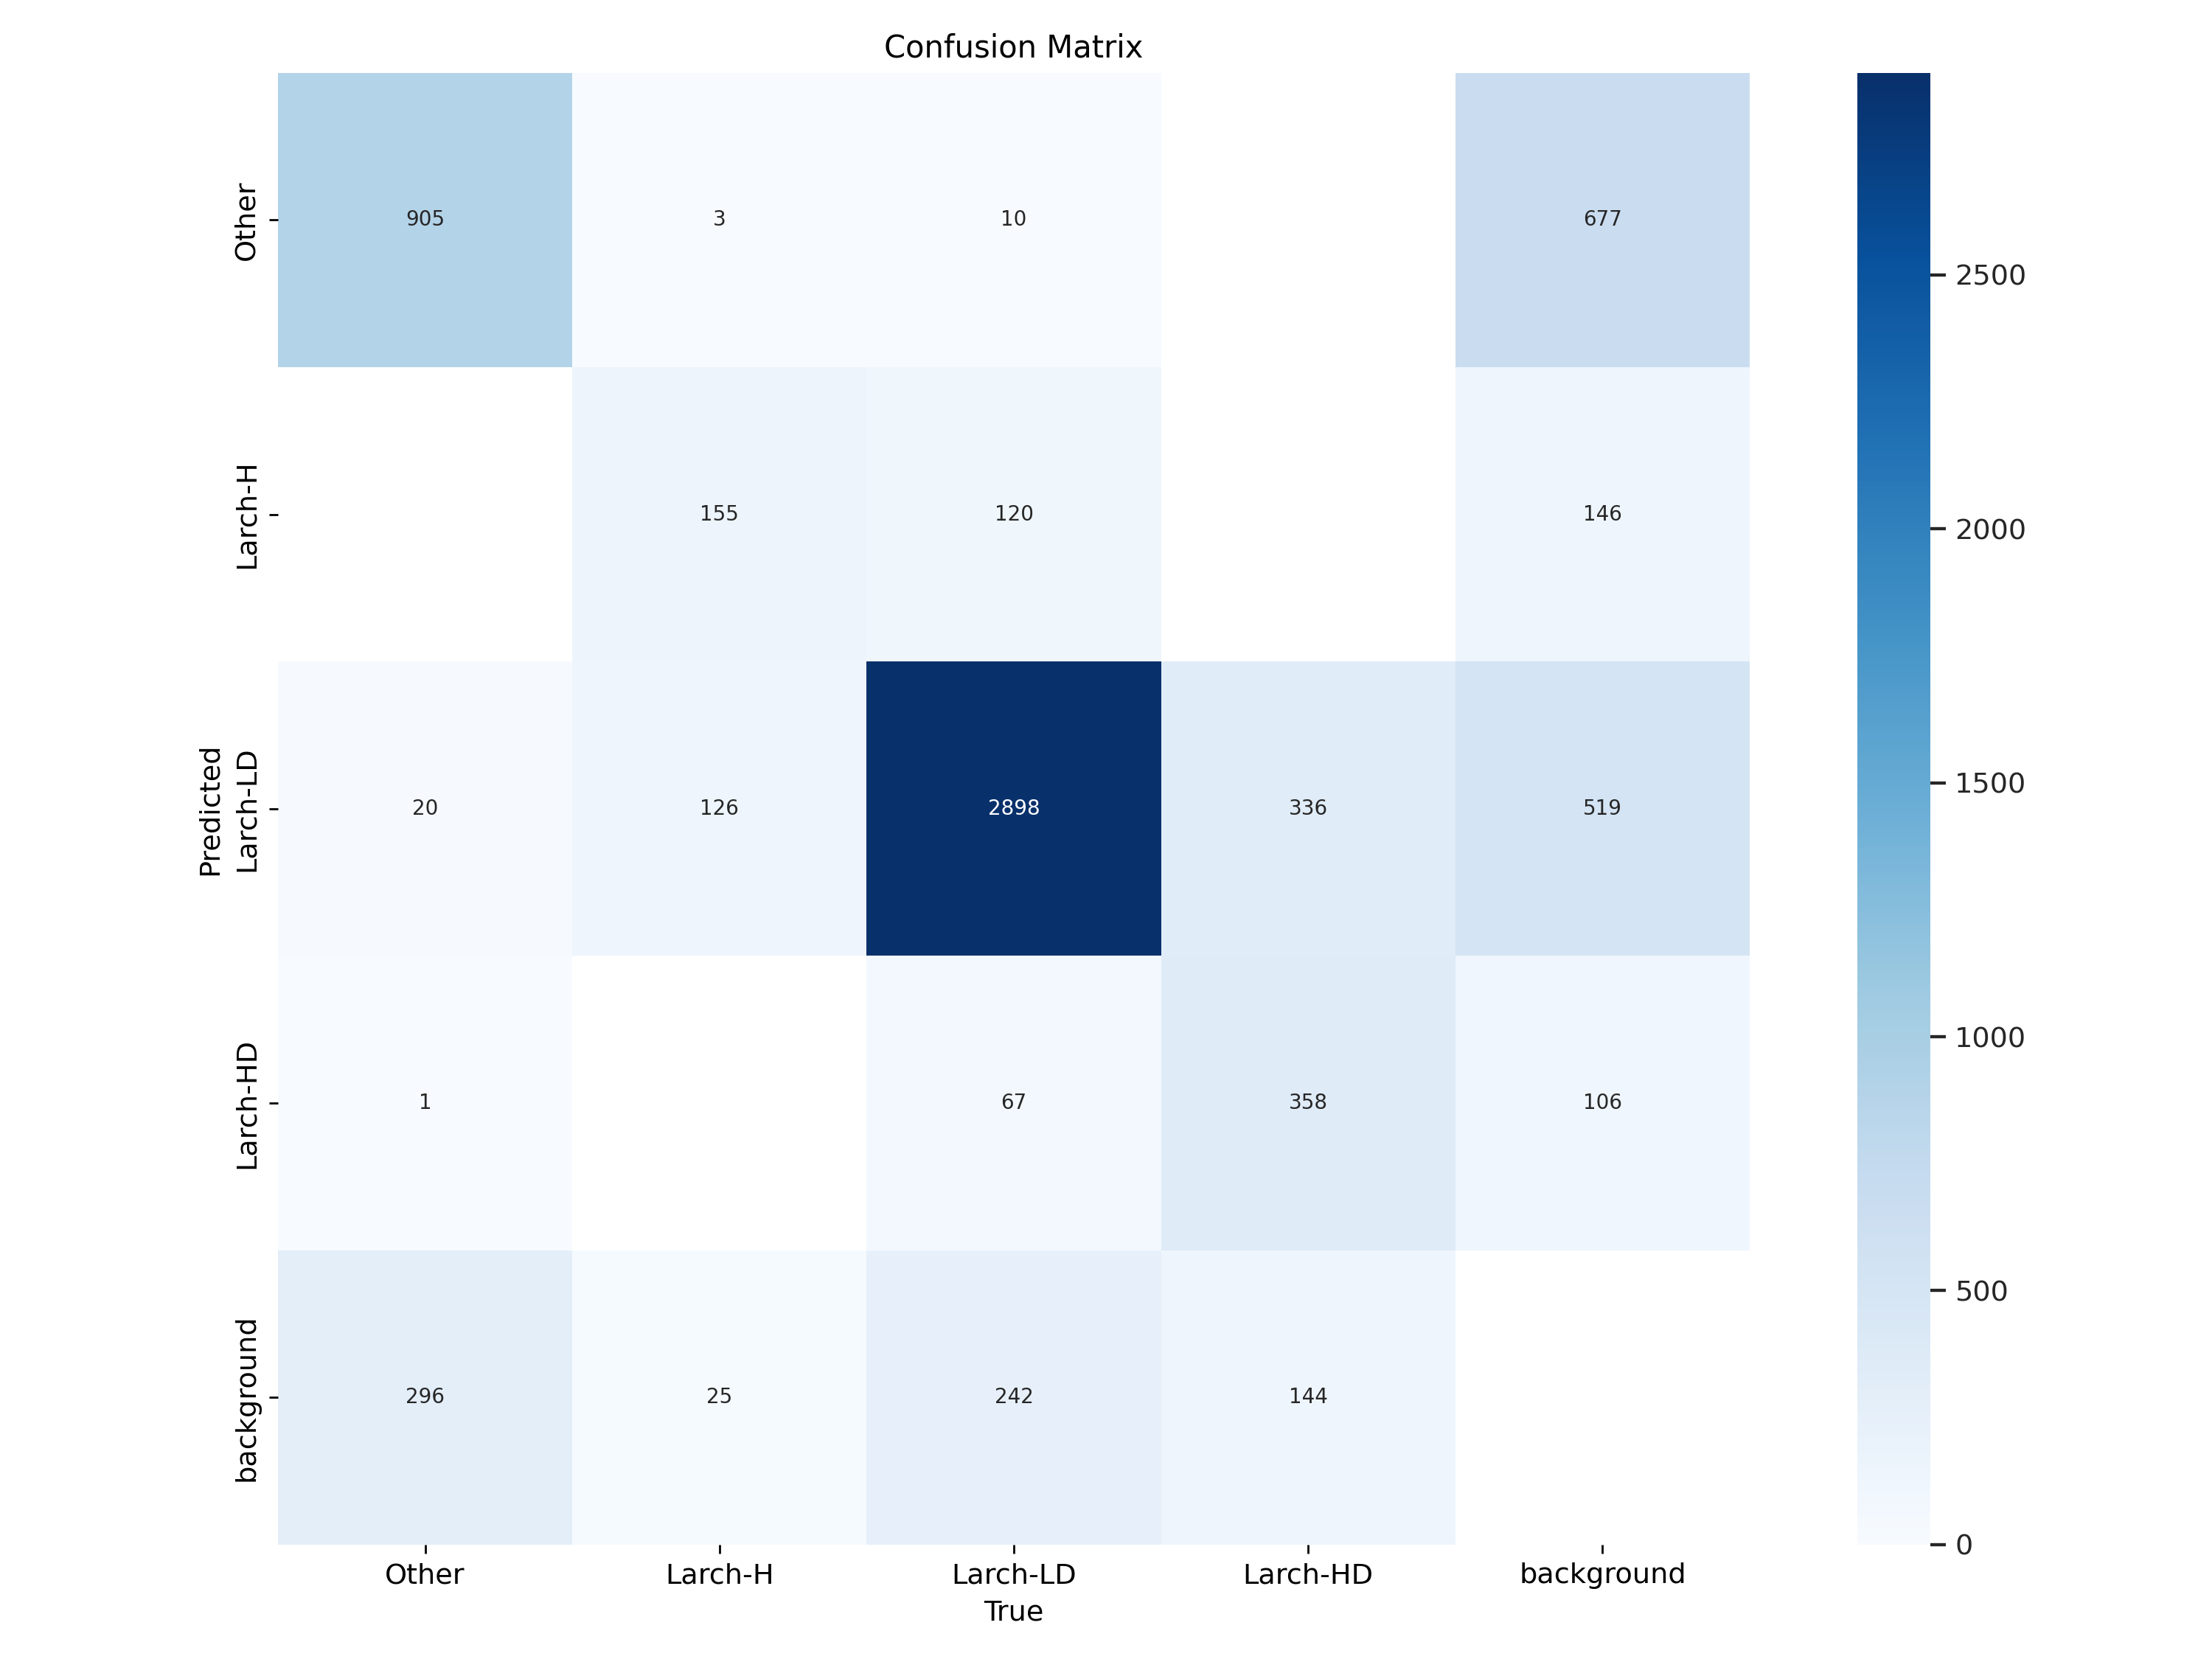 Confusion Matrix
Other 905 3 10 677
Larch-H 155 120 146
Larch-LD 20 126 2898 336 519
Larch-HD 1 67 358 106
background 296 25 242 144
Predicted
Other Larch-H Larch-LD Larch-HD background
True
2500
2000
1500
1000
500
0